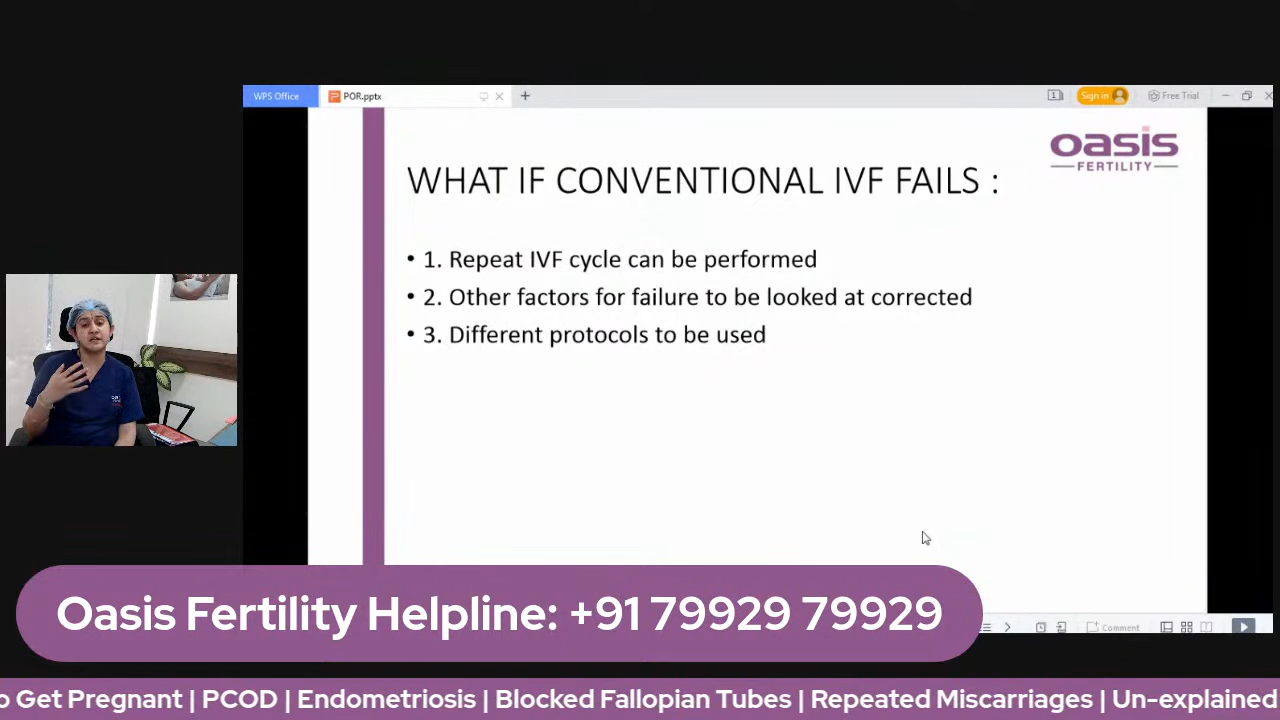 WPS Office
POR.pptx
1
Sign in
Free Trial
oasis
FERTILITY
WHAT IF CONVENTIONAL IVF FAILS :
• 1. Repeat IVF cycle can be performed
• 2. Other factors for failure to be looked at corrected
• 3. Different protocols to be used
Oasis Fertility Helpline: +91 79929 79929
Comment
o Get Pregnant | PCOD | Endometriosis | Blocked Fallopian Tubes | Repeated Miscarriages | Un-explained